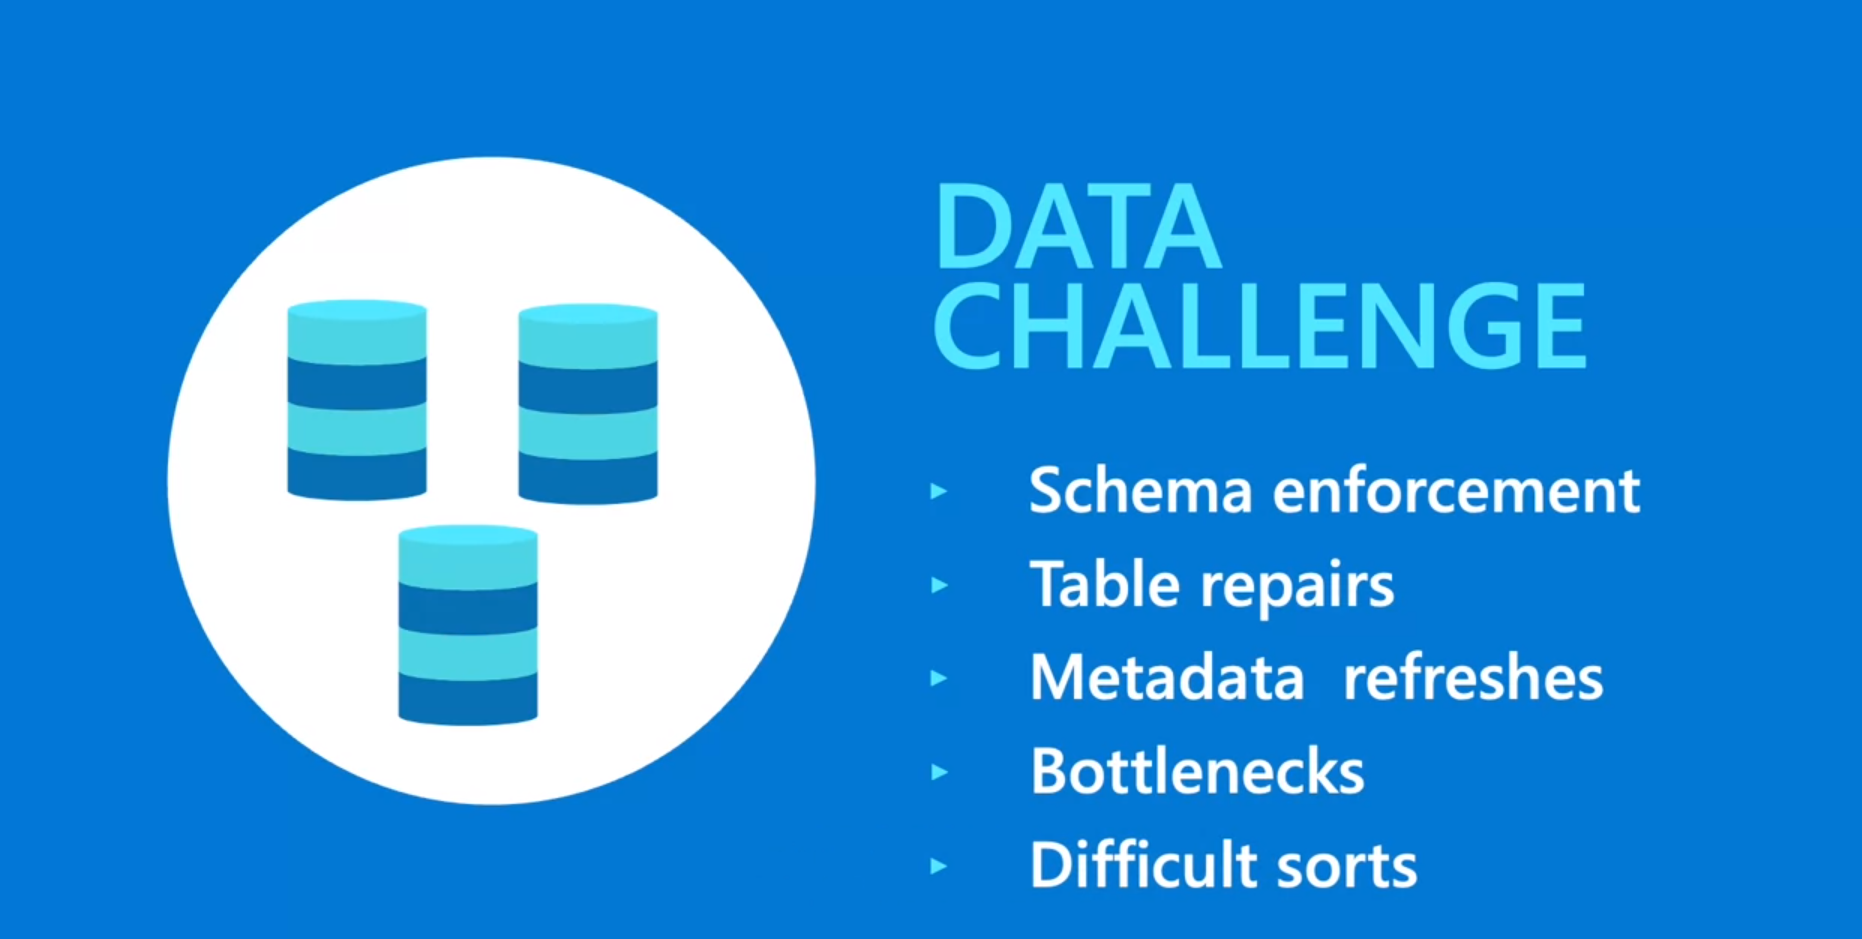 DATA
CHALLENGE
Schema enforcement
Table repairs
Metadata  refreshes
Bottlenecks
Difficult sorts